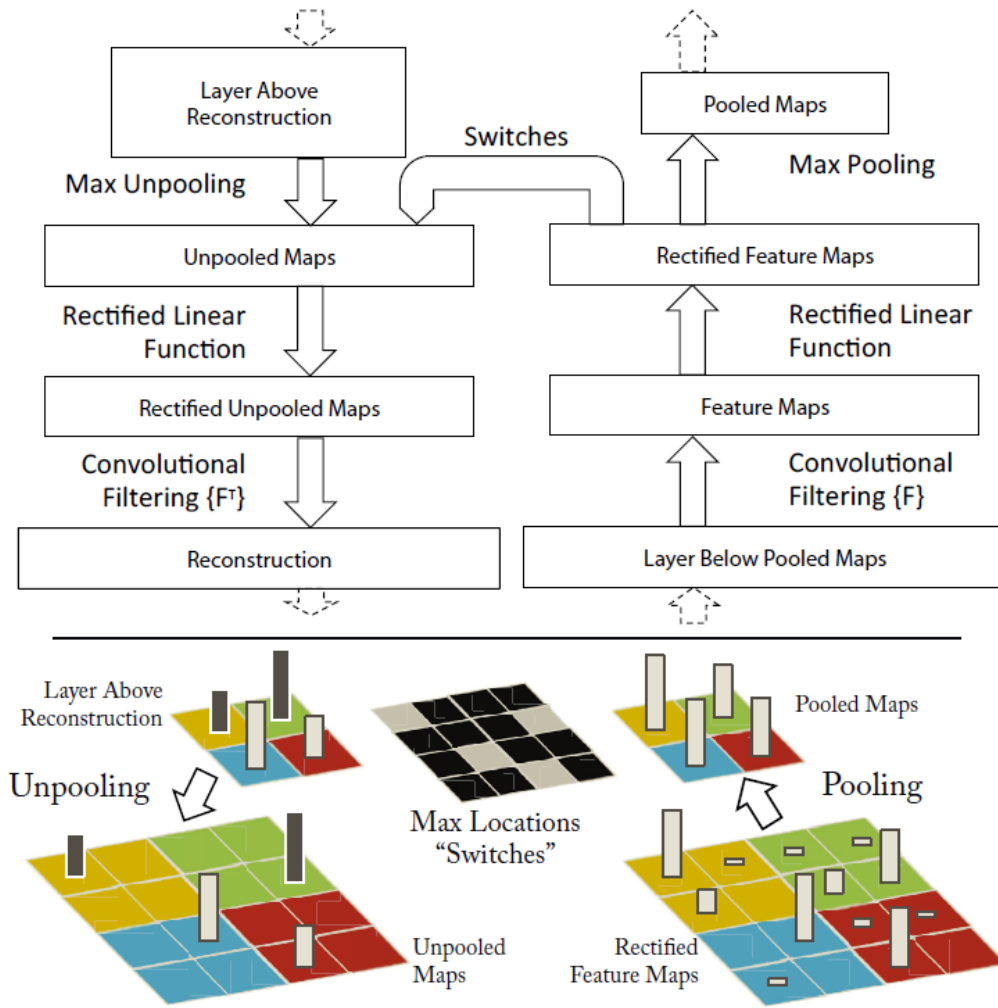 Layer Above
Reconstruction
Pooled Maps
Switches
Max Unpooling
Max Pooling
Unpooled Maps
Rectified Feature Maps
Rectified Linear
Function
Rectified Linear
Function
Rectified Unpooled Maps
Feature Maps
Convolutional
Filtering {Fᵀ}
Convolutional
Filtering {F}
Reconstruction
Layer Below Pooled Maps
Layer Above
Reconstruction
Pooled Maps
Unpooling
Pooling
Max Locations
“Switches”
Unpooled
Maps
Rectified
Feature Maps